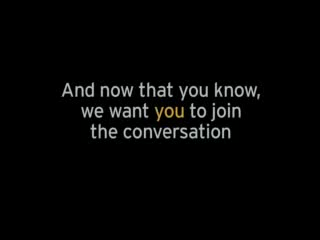 And now that you know,
we want you to join
the conversation